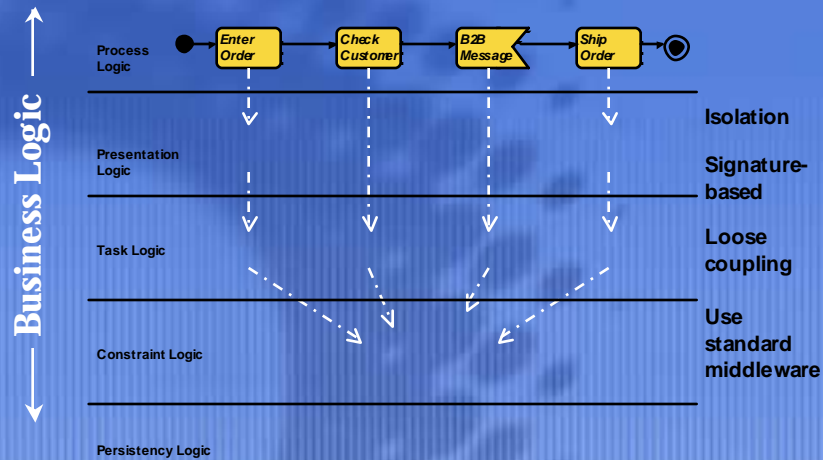 Business Logic
Process
Logic
Enter
Order
Check
Customer
B2B
Message
Ship
Order
Presentation
Logic
Task Logic
Constraint Logic
Persistency Logic
Isolation
Signature-
based
Loose
coupling
Use
standard
middleware